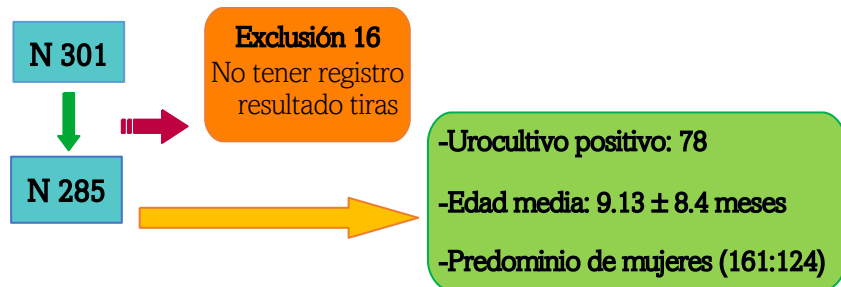 N 301
Exclusión 16
No tener registro
resultado tiras
N 285
-Urocultivo positivo: 78
-Edad media: 9.13 ± 8.4 meses
-Predominio de mujeres (161:124)